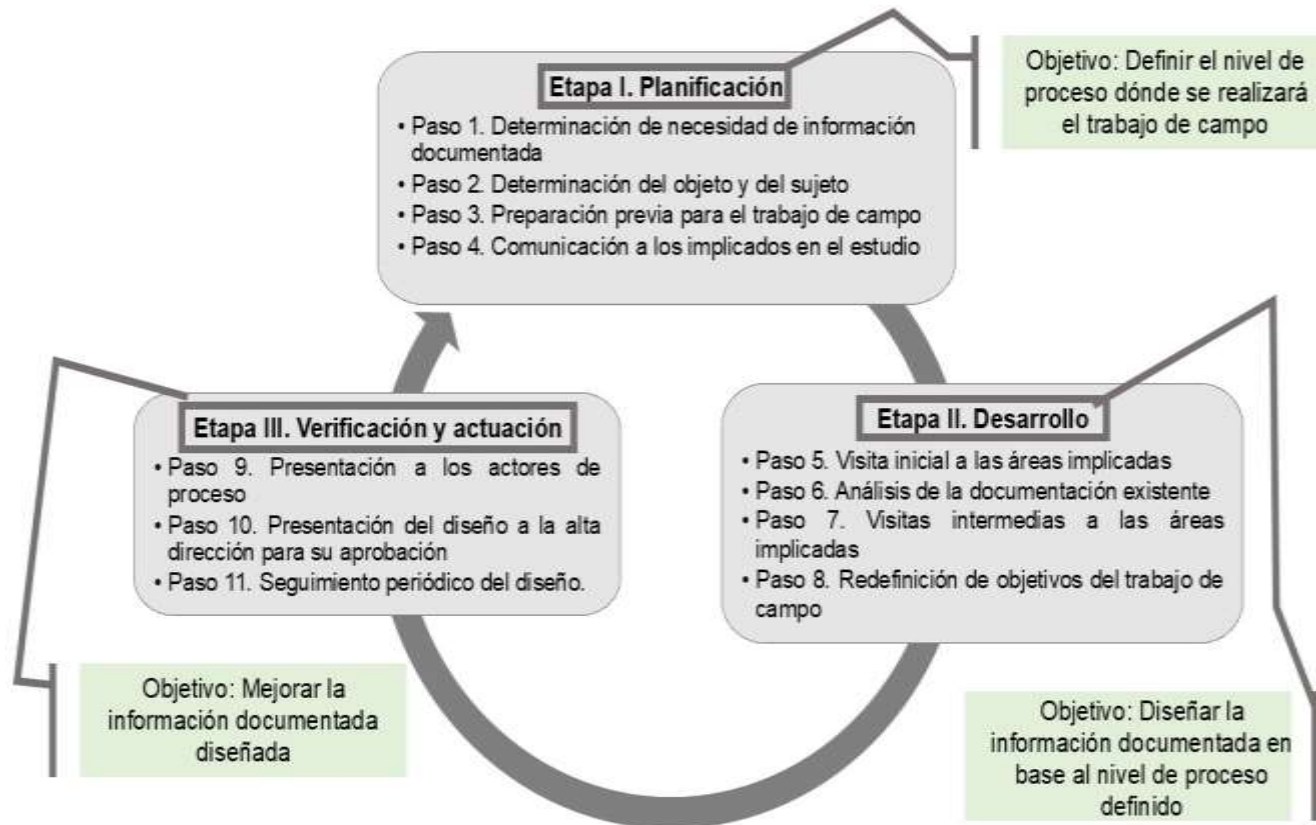 Etapa I. Planificación
• Paso 1. Determinación de necesidad de información
documentada
• Paso 2. Determinación del objeto y del sujeto
• Paso 3. Preparación previa para el trabajo de campo
• Paso 4. Comunicación a los implicados en el estudio
Objetivo: Definir el nivel de
proceso dónde se realizará
el trabajo de campo
Etapa II. Desarrollo
• Paso 5. Visita inicial a las áreas implicadas
• Paso 6. Análisis de la documentación existente
• Paso 7. Visitas intermedias a las áreas
implicadas
• Paso 8. Redefinición de objetivos del trabajo de
campo
Objetivo: Diseñar la
información documentada en
base al nivel de proceso
definido
Etapa III. Verificación y actuación
• Paso 9. Presentación a los actores de
proceso
• Paso 10. Presentación del diseño a la alta
dirección para su aprobación
• Paso 11. Seguimiento periódico del diseño.
Objetivo: Mejorar la
información documentada
diseñada